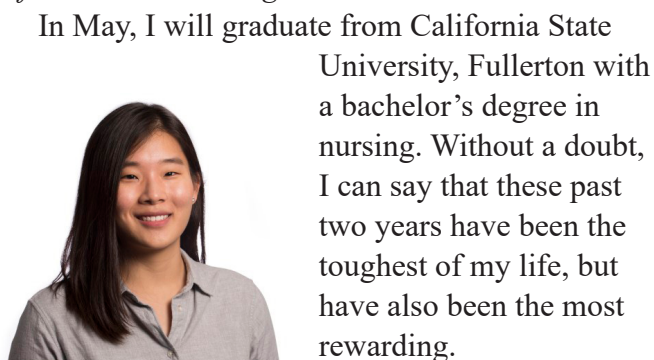 In May, I will graduate from California State
University, Fullerton with
a bachelor’s degree in
nursing. Without a doubt,
I can say that these past
two years have been the
toughest of my life, but
have also been the most
rewarding.